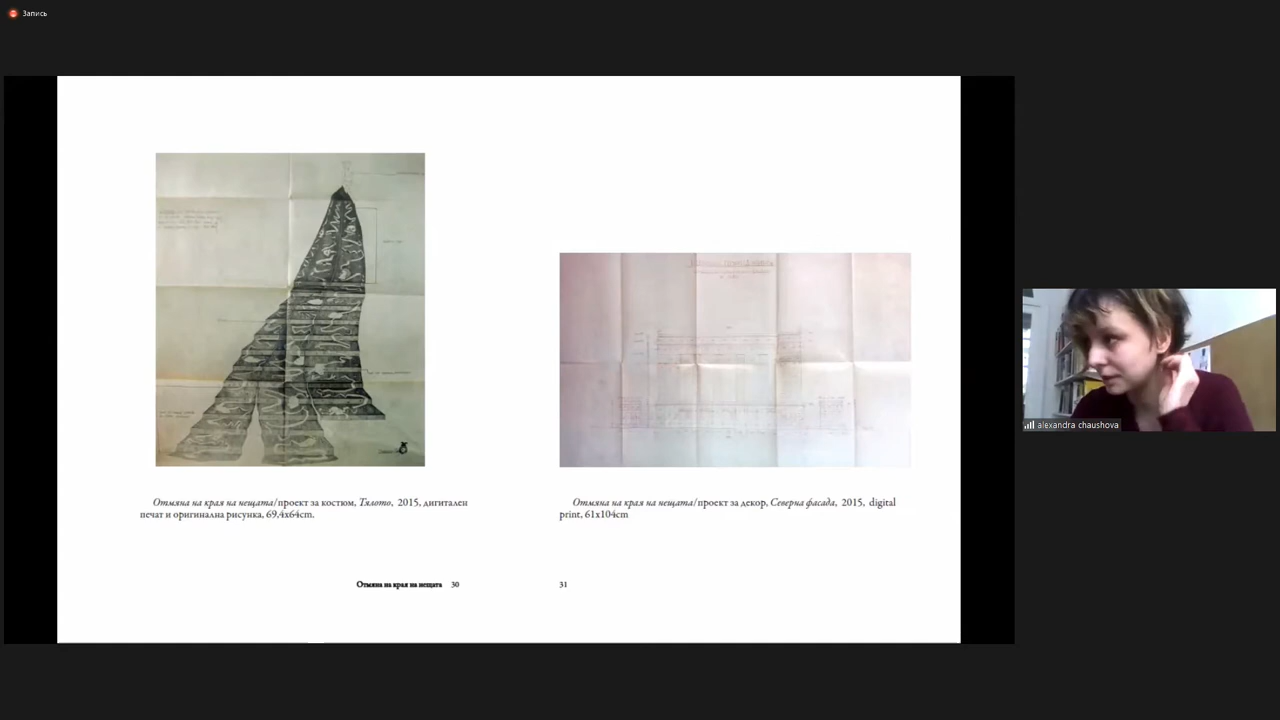 Запись
Отмяна на края на нещата/проект за костюм, Тялото, 2015, дигитален
печат и оригинална рисунка, 69,4x64cm.
Отмяна на края на нещата/проект за декор, Северна фасада, 2015, digital
print, 61x104cm
Отмяна на края на нещата 30
31
alexandra chaushova